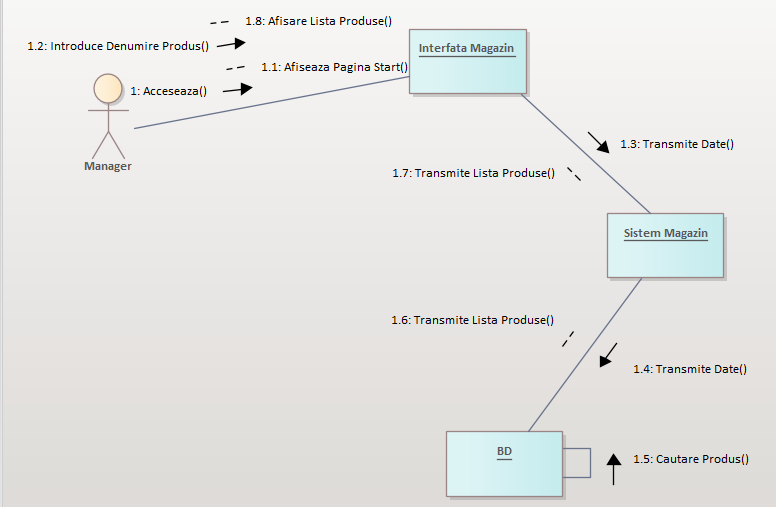 1.8: Afisare Lista Produse()
1.2: Introduce Denumire Produs()
Interfata Magazin
1.1: Afiseaza Pagina Start()
1: Acceseaza()
Manager
1.3: Transmite Date()
1.7: Transmite Lista Produse()
Sistem Magazin
1.6: Transmite Lista Produse()
1.4: Transmite Date()
BD
1.5: Cautare Produs()